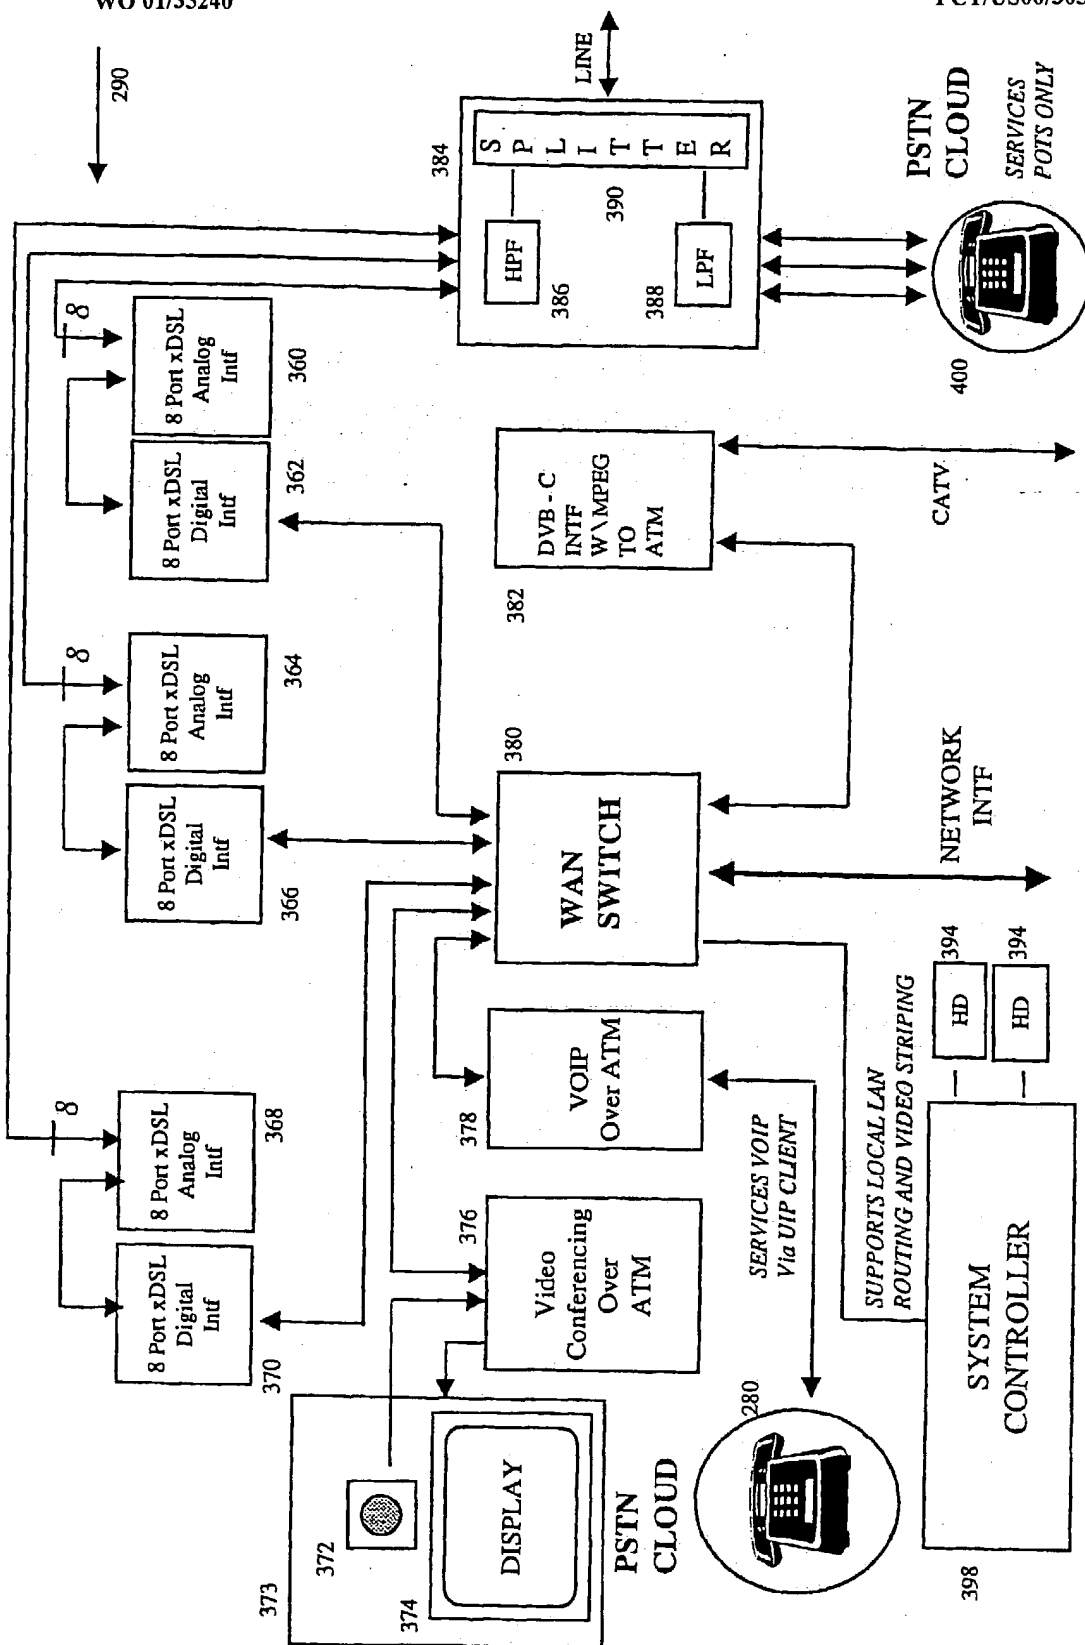 290
8
8 Port xDSL
Analog
Intf
360
8 Port xDSL
Digital
Intf
362
8
8 Port xDSL
Analog
Intf
364
8 Port xDSL
Digital
Intf
366
8
8 Port xDSL
Analog
Intf
368
8 Port xDSL
Digital
Intf
370
LINE
384
SPLITTER
390
HPF
386
LPF
388
PSTN
CLOUD
SERVICES
POTS ONLY
400
DVB - C
INTF
W\MPEG
TO
ATM
382
CATV
WAN
SWITCH
380
NETWORK
INTF
VOIP
Over ATM
378
SERVICES VOIP
Via UIP CLIENT
Video
Conferencing
Over
ATM
376
373
372
374
DISPLAY
PSTN
CLOUD
280
SUPPORTS LOCAL LAN
ROUTING AND VIDEO STRIPING
HD
394
HD
394
SYSTEM
CONTROLLER
398